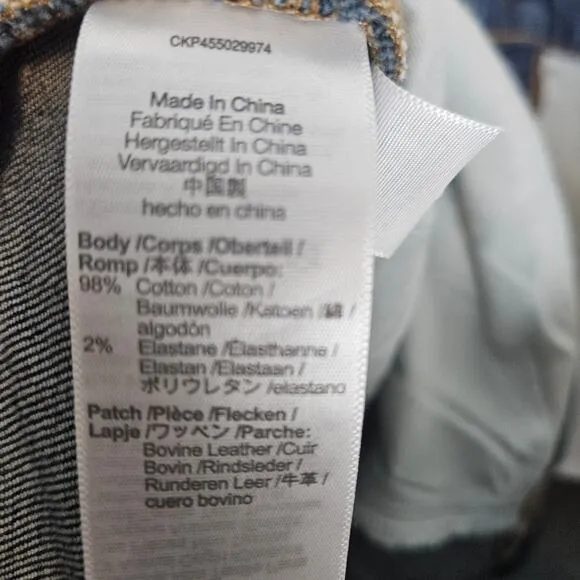 CKP455029974
Made In China
Fabriqué En Chine
Hergestellt In China
Vervaardigd In China
中国製
hecho en china
Body /Corps /Oberteil /
Romp /本体 /Cuerpo:
98% Cotton /Coton /
Baumwolle /Katoen /綿 /
algodón
2% Elastane /Élasthanne /
Elastan /Elastaan /
ポリウレタン /elastano
Patch /Pièce /Flecken /
Lapje /ワッペン /Parche:
Bovine Leather /Cuir
Bovin /Rindsleder /
Runderen Leer /牛革 /
cuero bovino